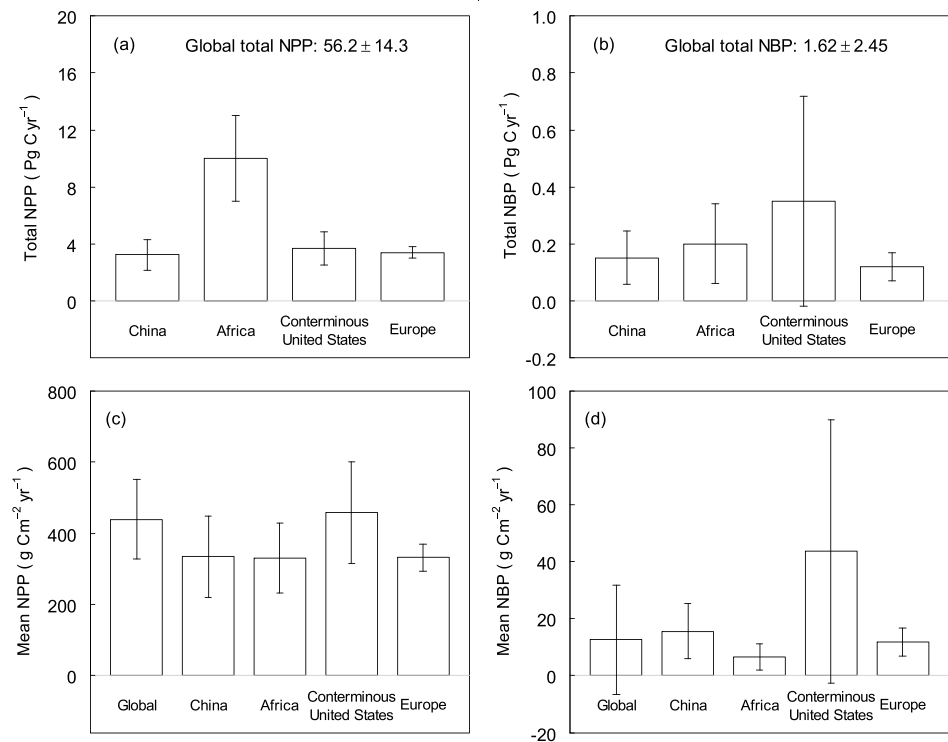 (a) Global total NPP: 56.2 ± 14.3
20
16
12
8
4
0
Total NPP ( Pg C yr⁻¹ )
China Africa Conterminous United States Europe
(b) Global total NBP: 1.62 ± 2.45
1.0
0.8
0.6
0.4
0.2
0.0
-0.2
Total NBP ( Pg C yr⁻¹ )
China Africa Conterminous United States Europe
(c)
800
600
400
200
0
Mean NPP ( g Cm⁻² yr⁻¹ )
Global China Africa Conterminous United States Europe
(d)
100
80
60
40
20
0
-20
Mean NBP ( g Cm⁻² yr⁻¹ )
Global China Africa Conterminous United States Europe